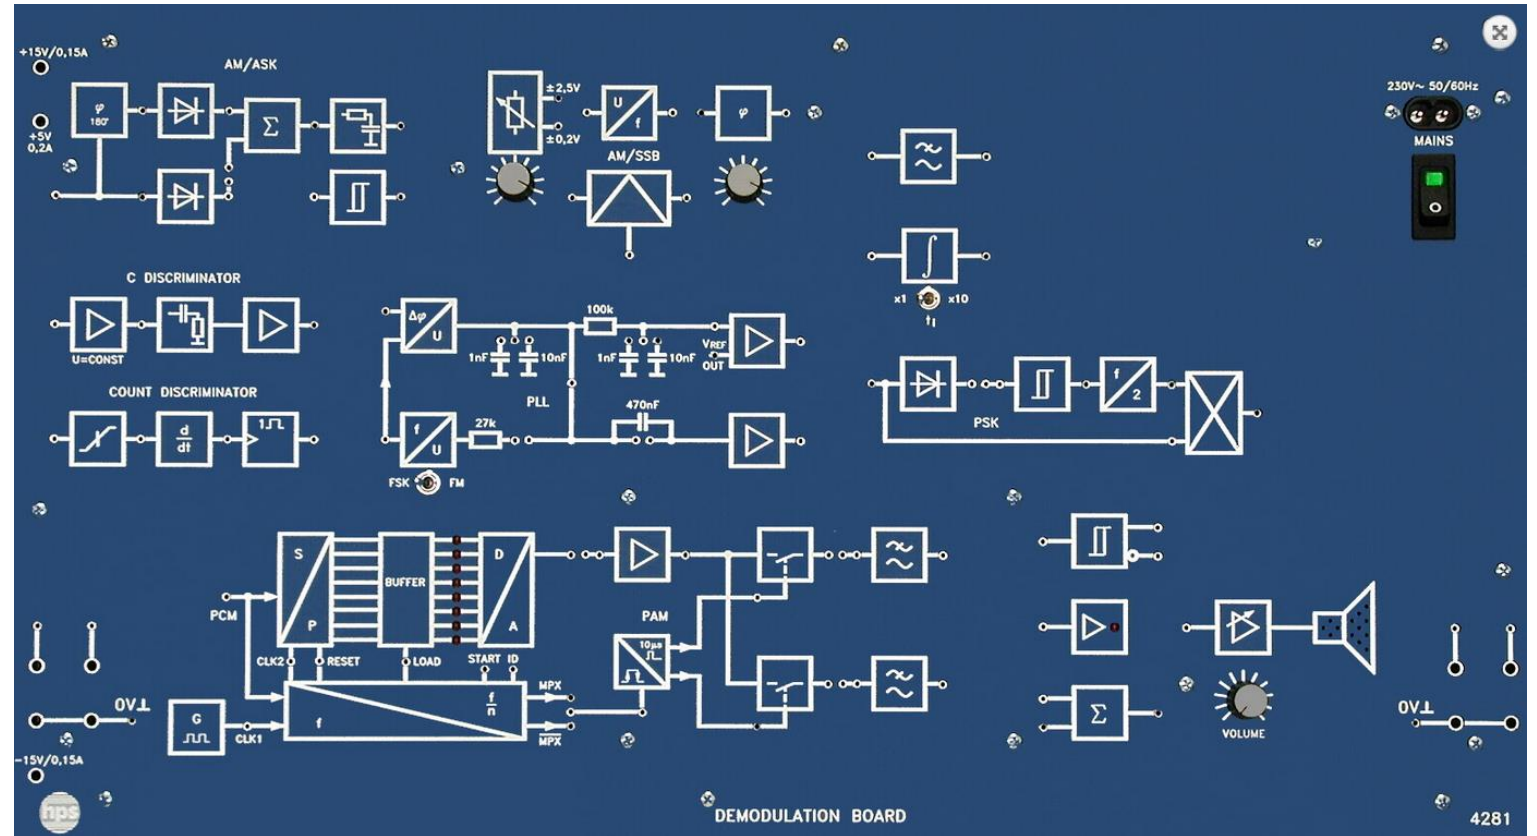 +15V/0,15A
AM/ASK
φ
180°
Σ
+5V
0,2A
±2,5V
±0,2V
U
f
φ
AM/SSB
230V~ 50/60Hz
MAINS
∫
x1
x10
t₁
C DISCRIMINATOR
U=CONST
Δφ
U
100k
1nF
10nF
1nF
10nF
VREF
OUT
PLL
COUNT DISCRIMINATOR
d
dt
1
f
U
27k
470nF
FSK
FM
f
2
PSK
S
P
BUFFER
D
A
PCM
CLK2
RESET
LOAD
START ID
PAM
10µs
MPX
MPX
f
f
n
G
CLK1
0V⊥
-15V/0,15A
Σ
VOLUME
0V⊥
hps
DEMODULATION BOARD
4281